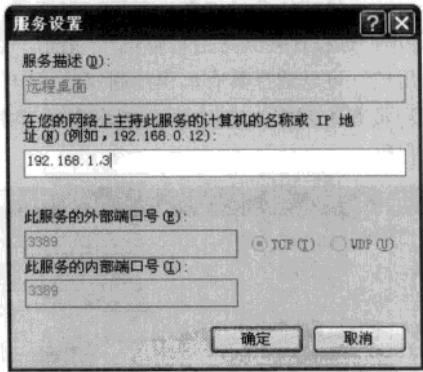 服务设置
服务描述(D):
远程桌面
在您的网络上主持此服务的计算机的名称或 IP 地
址(N)(例如，192.168.0.12):
192.168.1.3
此服务的外部端口号(E):
3389 TCP(T) UDP(U)
此服务的内部端口号(I):
3389
确定 取消